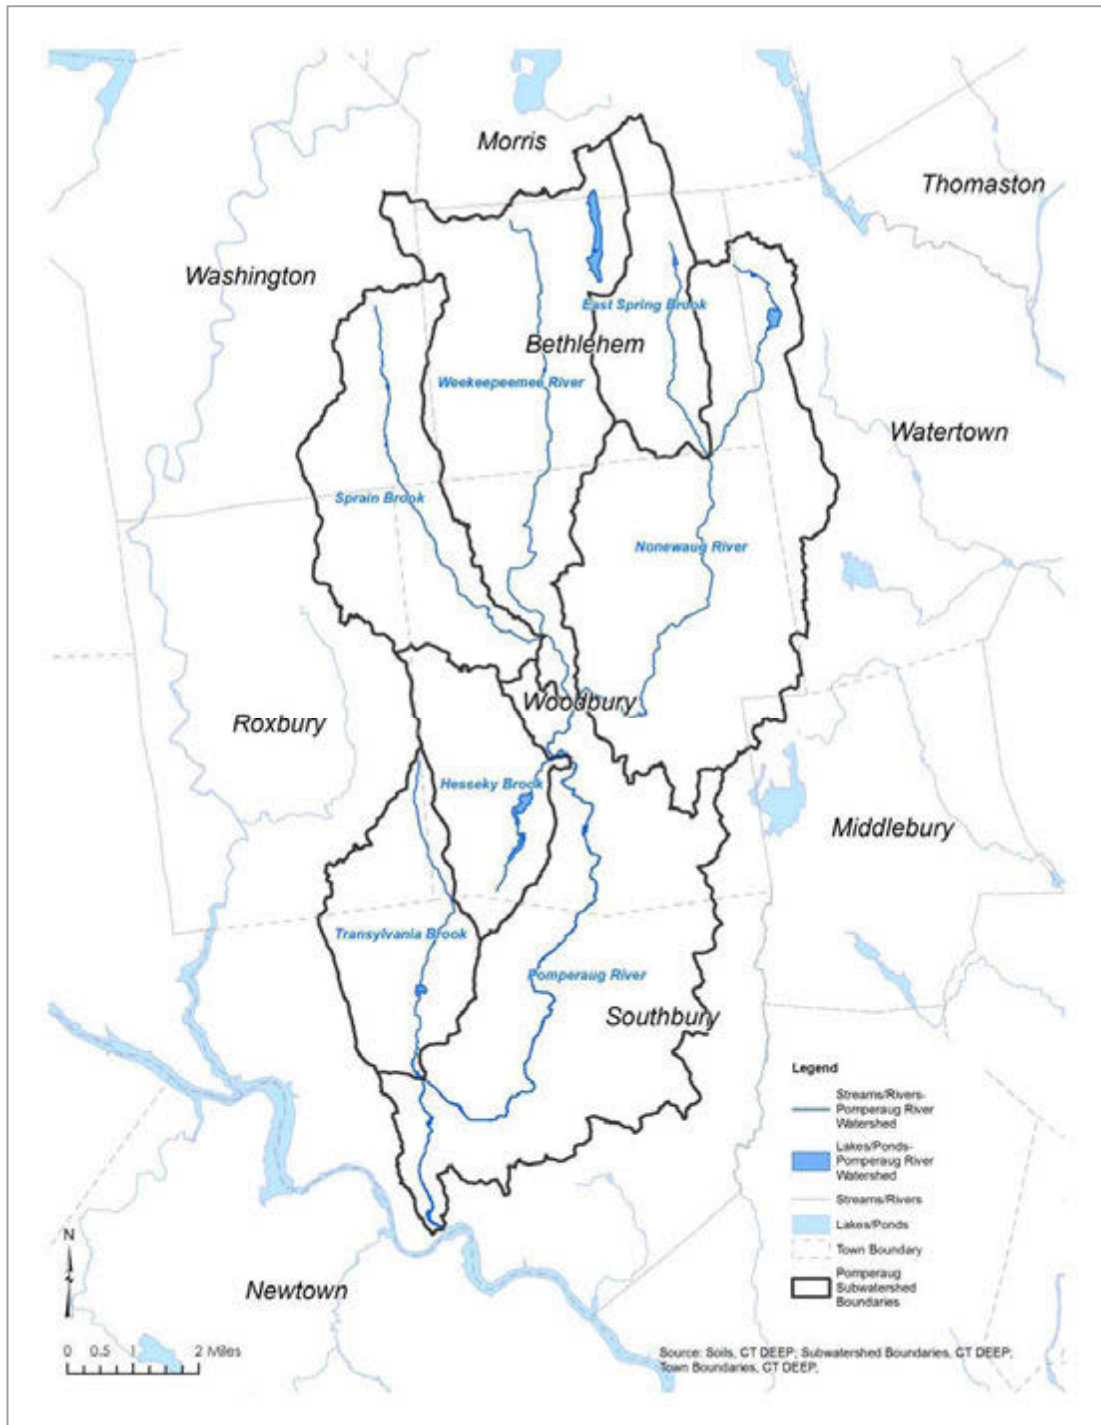 Morris
Thomaston
Washington
East Spring Brook
Bethlehem
Weekeepeemee River
Watertown
Sprain Brook
Nonewaug River
Woodbury
Roxbury
Hesseky Brook
Middlebury
Transylvania Brook
Pomperaug River
Southbury
Legend
Streams/Rivers-
Pomperaug River
Watershed
Lakes/Ponds-
Pomperaug River
Watershed
Streams/Rivers
Lakes/Ponds
Town Boundary
Pomperaug
Subwatershed
Boundaries
N
Newtown
0 0.5 1 2 Miles
Source: Soils, CT DEEP; Subwatershed Boundaries, CT DEEP;
Town Boundaries, CT DEEP,